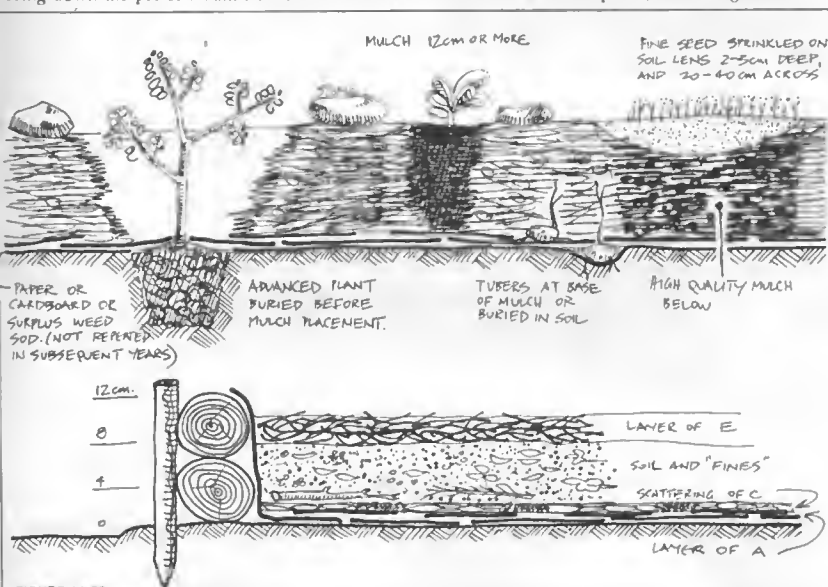 MULCH 12cm OR MORE
FINE SEED SPRINKLED ON
SOIL LENS 2-5cm DEEP,
AND 20-40cm ACROSS
PAPER OR
CARDBOARD OR
SURPLUS WEED
SOD. (NOT REPEATED
IN SUBSEQUENT YEARS)
ADVANCED PLANT
BURIED BEFORE
MULCH PLACEMENT.
TUBERS AT BASE
OF MULCH OR
BURIED IN SOIL
HIGH QUALITY MULCH
BELOW
12cm.
8
4
0
LAYER OF E
SOIL AND "FINES"
SCATTERING OF C
LAYER OF A